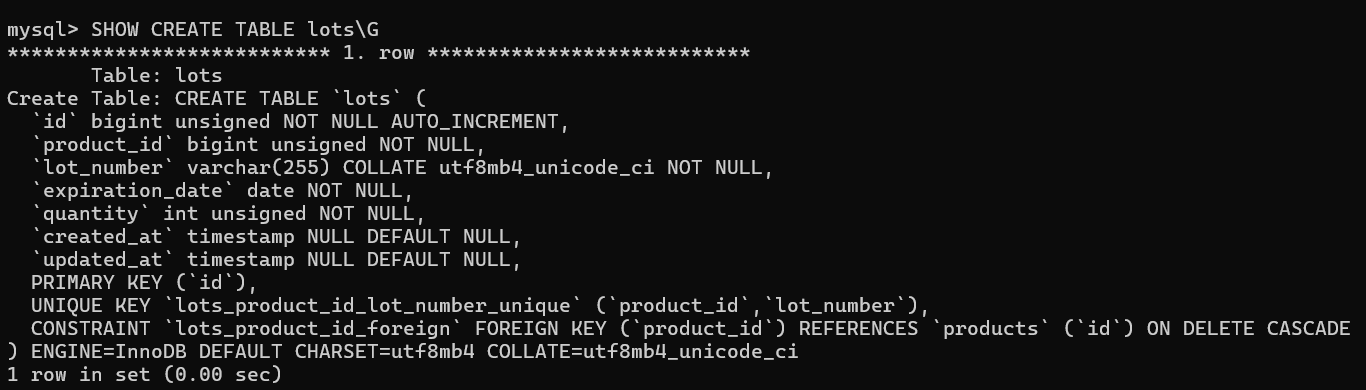 mysql> SHOW CREATE TABLE lots\G
*************************** 1. row ***************************
       Table: lots
Create Table: CREATE TABLE `lots` (
  `id` bigint unsigned NOT NULL AUTO_INCREMENT,
  `product_id` bigint unsigned NOT NULL,
  `lot_number` varchar(255) COLLATE utf8mb4_unicode_ci NOT NULL,
  `expiration_date` date NOT NULL,
  `quantity` int unsigned NOT NULL,
  `created_at` timestamp NULL DEFAULT NULL,
  `updated_at` timestamp NULL DEFAULT NULL,
  PRIMARY KEY (`id`),
  UNIQUE KEY `lots_product_id_lot_number_unique` (`product_id`,`lot_number`),
  CONSTRAINT `lots_product_id_foreign` FOREIGN KEY (`product_id`) REFERENCES `products` (`id`) ON DELETE CASCADE
) ENGINE=InnoDB DEFAULT CHARSET=utf8mb4 COLLATE=utf8mb4_unicode_ci
1 row in set (0.00 sec)